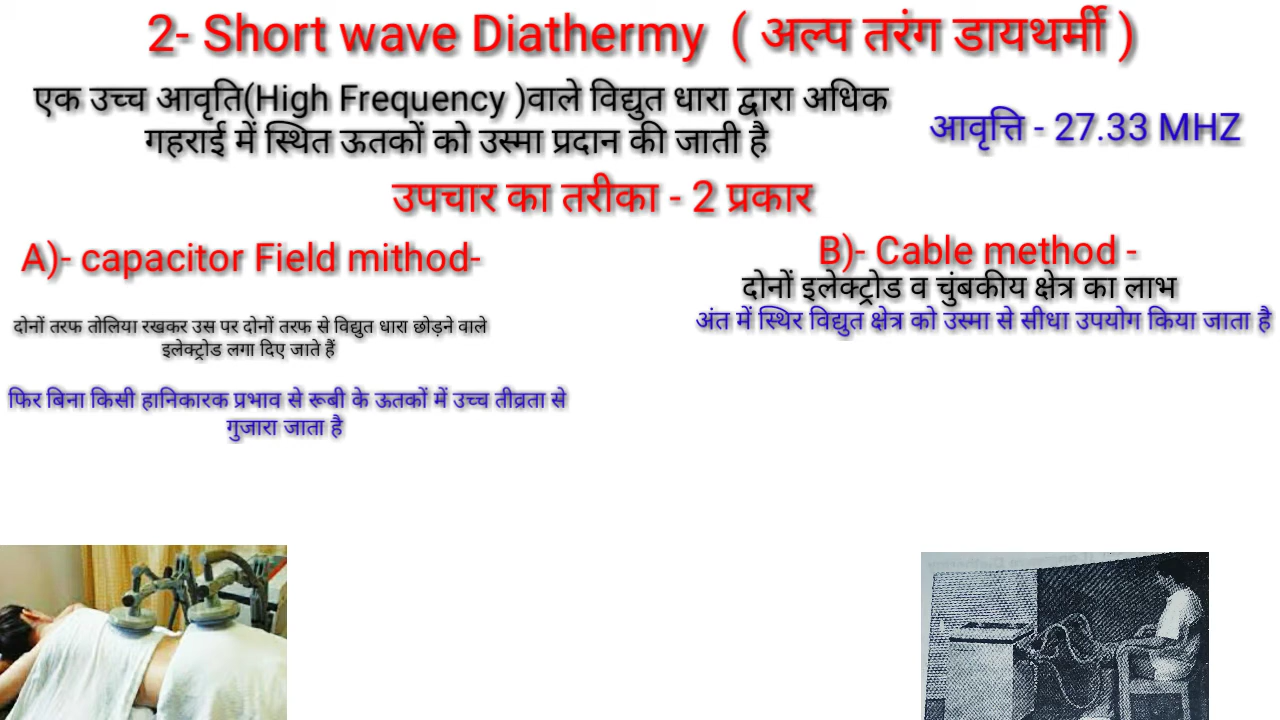 2- Short wave Diathermy ( अल्प तरंग डायथर्मी )
एक उच्च आवृति(High Frequency )वाले विद्युत धारा द्वारा अधिक
गहराई में स्थित ऊतकों को उस्मा प्रदान की जाती है
आवृत्ति - 27.33 MHZ
उपचार का तरीका - 2 प्रकार
A)- capacitor Field mithod-
दोनों तरफ तोलिया रखकर उस पर दोनों तरफ से विद्युत धारा छोड़ने वाले
इलेक्ट्रोड लगा दिए जाते हैं
फिर बिना किसी हानिकारक प्रभाव से रूबी के ऊतकों में उच्च तीव्रता से
गुजारा जाता है
B)- Cable method -
दोनों इलेक्ट्रोड व चुंबकीय क्षेत्र का लाभ
अंत में स्थिर विद्युत क्षेत्र को उस्मा से सीधा उपयोग किया जाता है